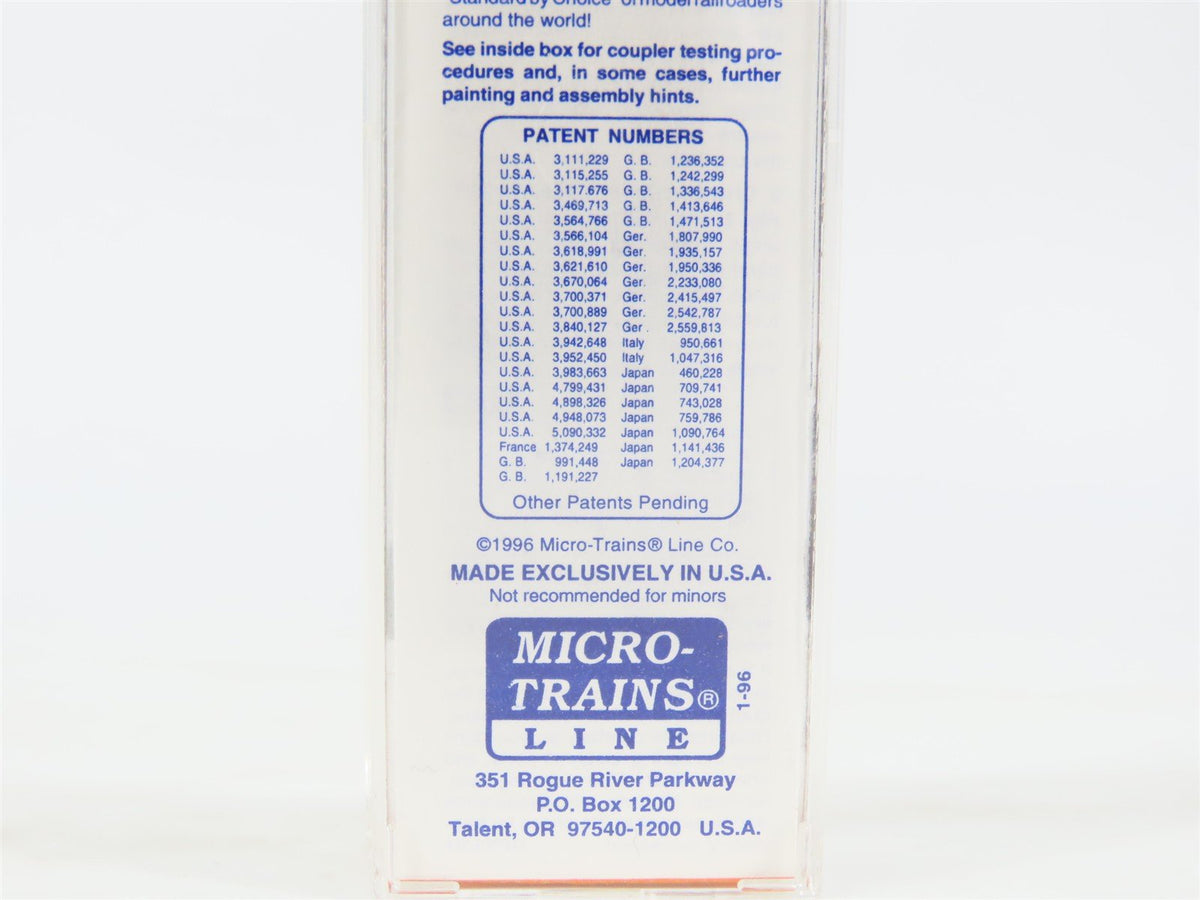 "Standard by Choice" of model railroaders
around the world!
See inside box for coupler testing pro-
cedures and, in some cases, further
painting and assembly hints.
PATENT NUMBERS
U.S.A. 3,111,229 G. B. 1,236,352
U.S.A. 3,115,255 G. B. 1,242,299
U.S.A. 3,117,676 G. B. 1,336,543
U.S.A. 3,469,713 G. B. 1,413,646
U.S.A. 3,564,766 G. B. 1,471,513
U.S.A. 3,566,104 Ger. 1,807,990
U.S.A. 3,618,991 Ger. 1,935,157
U.S.A. 3,621,610 Ger. 1,950,336
U.S.A. 3,670,064 Ger. 2,233,080
U.S.A. 3,700,371 Ger. 2,415,497
U.S.A. 3,700,889 Ger. 2,542,787
U.S.A. 3,840,127 Ger . 2,559,813
U.S.A. 3,942,648 Italy 950,661
U.S.A. 3,952,450 Italy 1,047,316
U.S.A. 3,983,663 Japan 460,228
U.S.A. 4,799,431 Japan 709,741
U.S.A. 4,898,326 Japan 743,028
U.S.A. 4,948,073 Japan 759,786
U.S.A. 5,090,332 Japan 1,090,764
France 1,374,249 Japan 1,141,436
G. B. 991,448 Japan 1,204,377
G. B. 1,191,227
Other Patents Pending
©1996 Micro-Trains® Line Co.
MADE EXCLUSIVELY IN U.S.A.
Not recommended for minors
MICRO-
TRAINS®
LINE
1-96
351 Rogue River Parkway
P.O. Box 1200
Talent, OR 97540-1200 U.S.A.